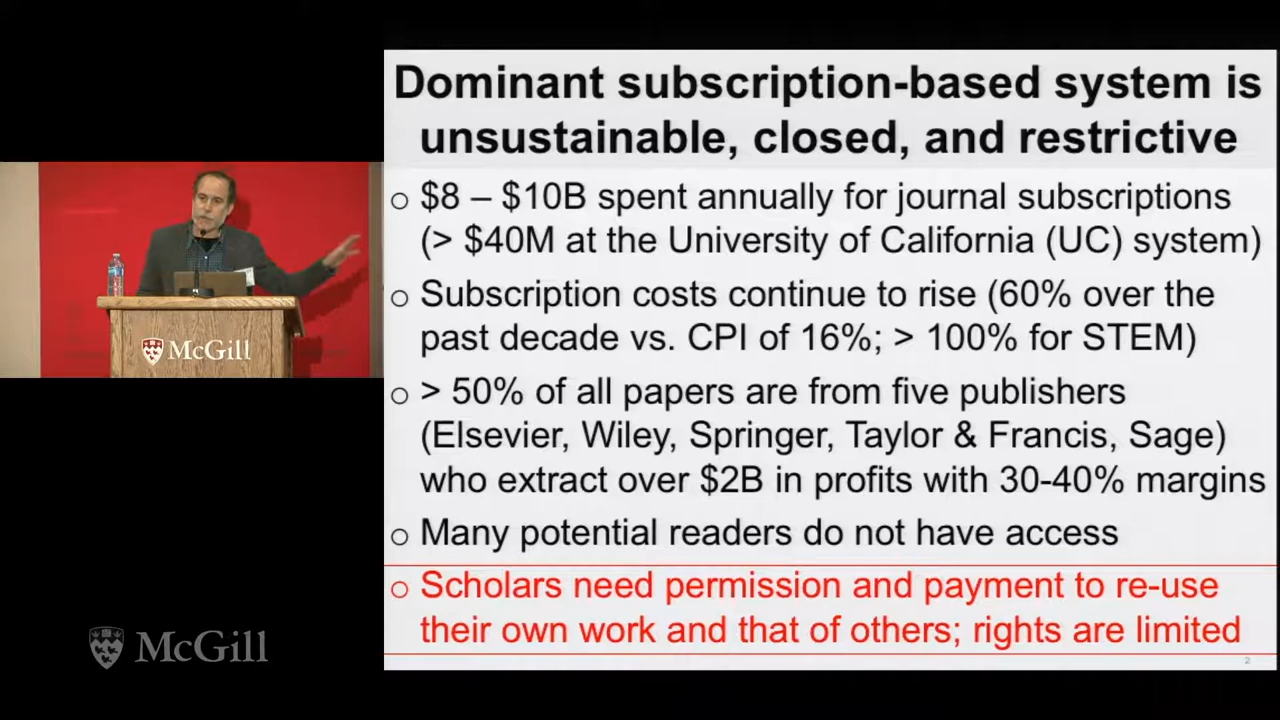 Dominant subscription-based system is
unsustainable, closed, and restrictive
○ $8 – $10B spent annually for journal subscriptions
(> $40M at the University of California (UC) system)
○ Subscription costs continue to rise (60% over the
past decade vs. CPI of 16%; > 100% for STEM)
○ > 50% of all papers are from five publishers
(Elsevier, Wiley, Springer, Taylor & Francis, Sage)
who extract over $2B in profits with 30-40% margins
○ Many potential readers do not have access
○ Scholars need permission and payment to re-use
their own work and that of others; rights are limited
2
McGill
McGill